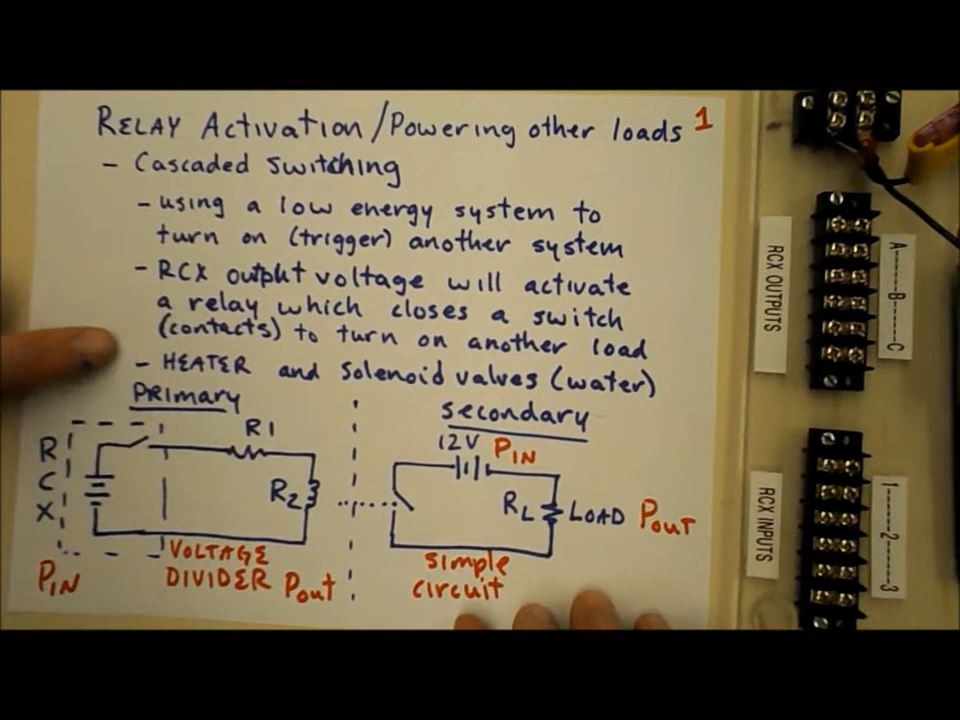 RELAY Activation/Powering other loads 1
- Cascaded switching
- using a low energy system to
turn on (trigger) another system
- RCX output voltage will activate
a relay which closes a switch
(contacts) to turn on another load
- HEATER and solenoid valves (water)
PRIMARY
secondary
R1
12V PIN
R
C
X
R2
RL
LOAD Pout
VOLTAGE
DIVIDER
PIN
Pout
simple
circuit
RCX OUTPUTS
A------B------C
RCX INPUTS
1------2------3